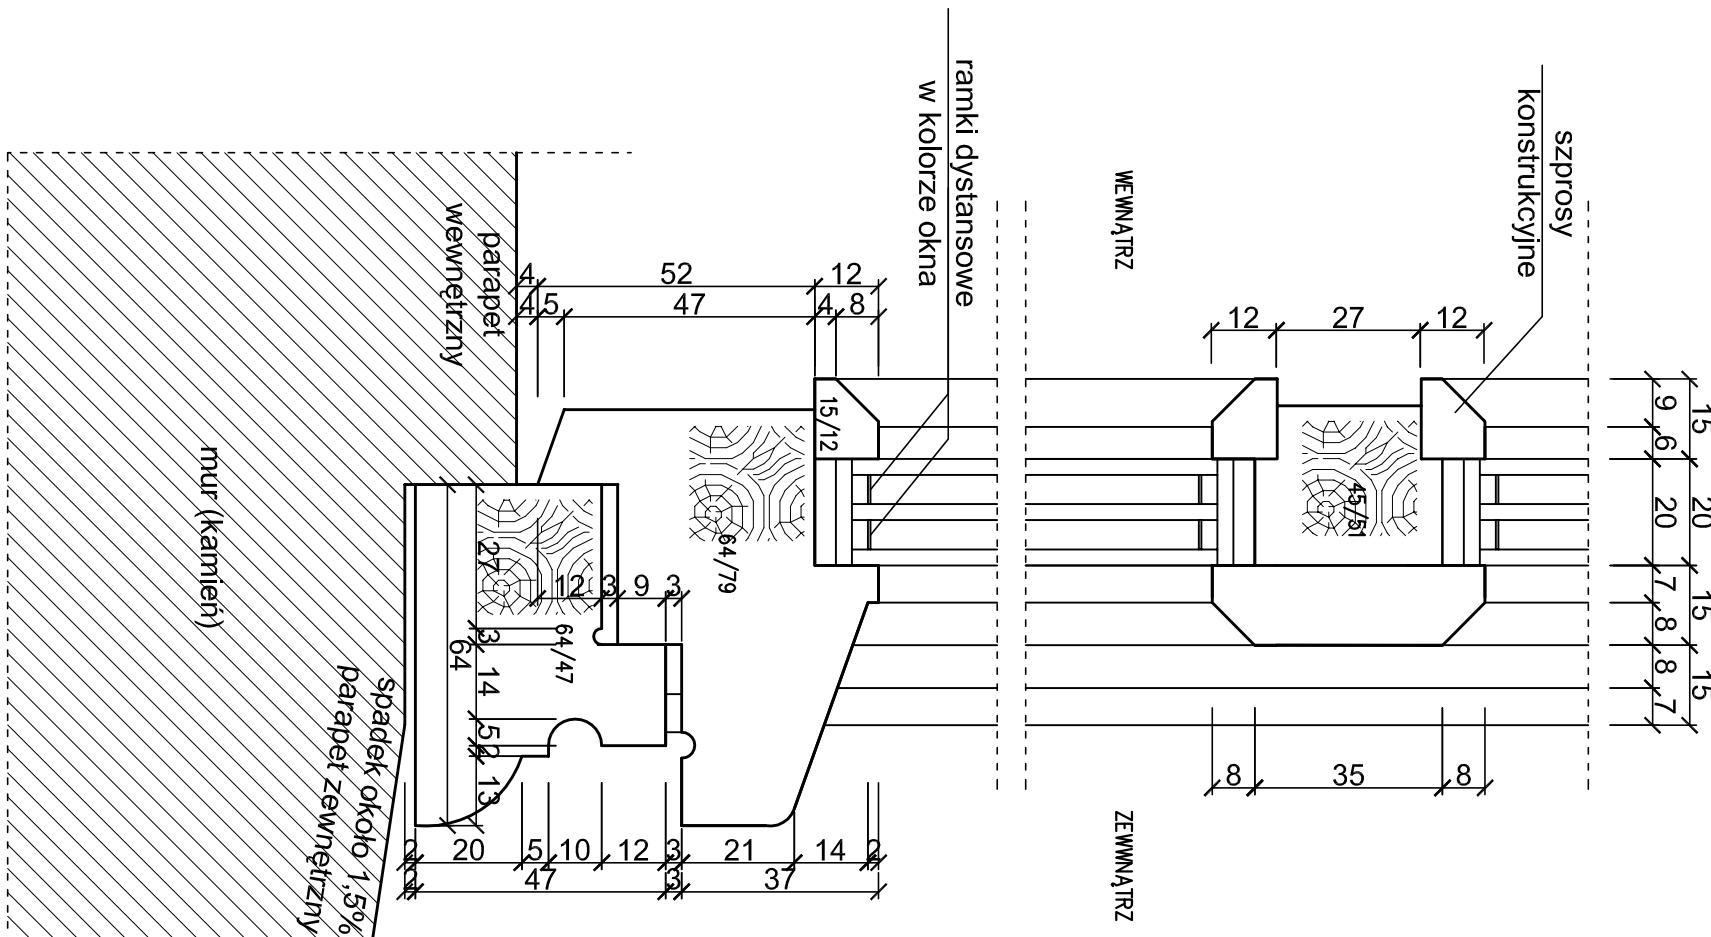 szprosy
konstrukcyjne
ramki dystansowe
w kolorze okna
WEWNĄTRZ
parapet
wewnętrzny
mur (kamień)
spadek około 1,5%
parapet zewnętrzny
ZEWWNĄTRZ
4 52 12
4 5 47 4 8
12 27 12
15 20 15 15
9 6 20 7 8 8 7
15/12
45/51
64/79
64/47
12 3 9 3
27 3 14 5 2 13
64
8 35 8
2 20 5 10 12 3 21 14 2
2 47 3 37